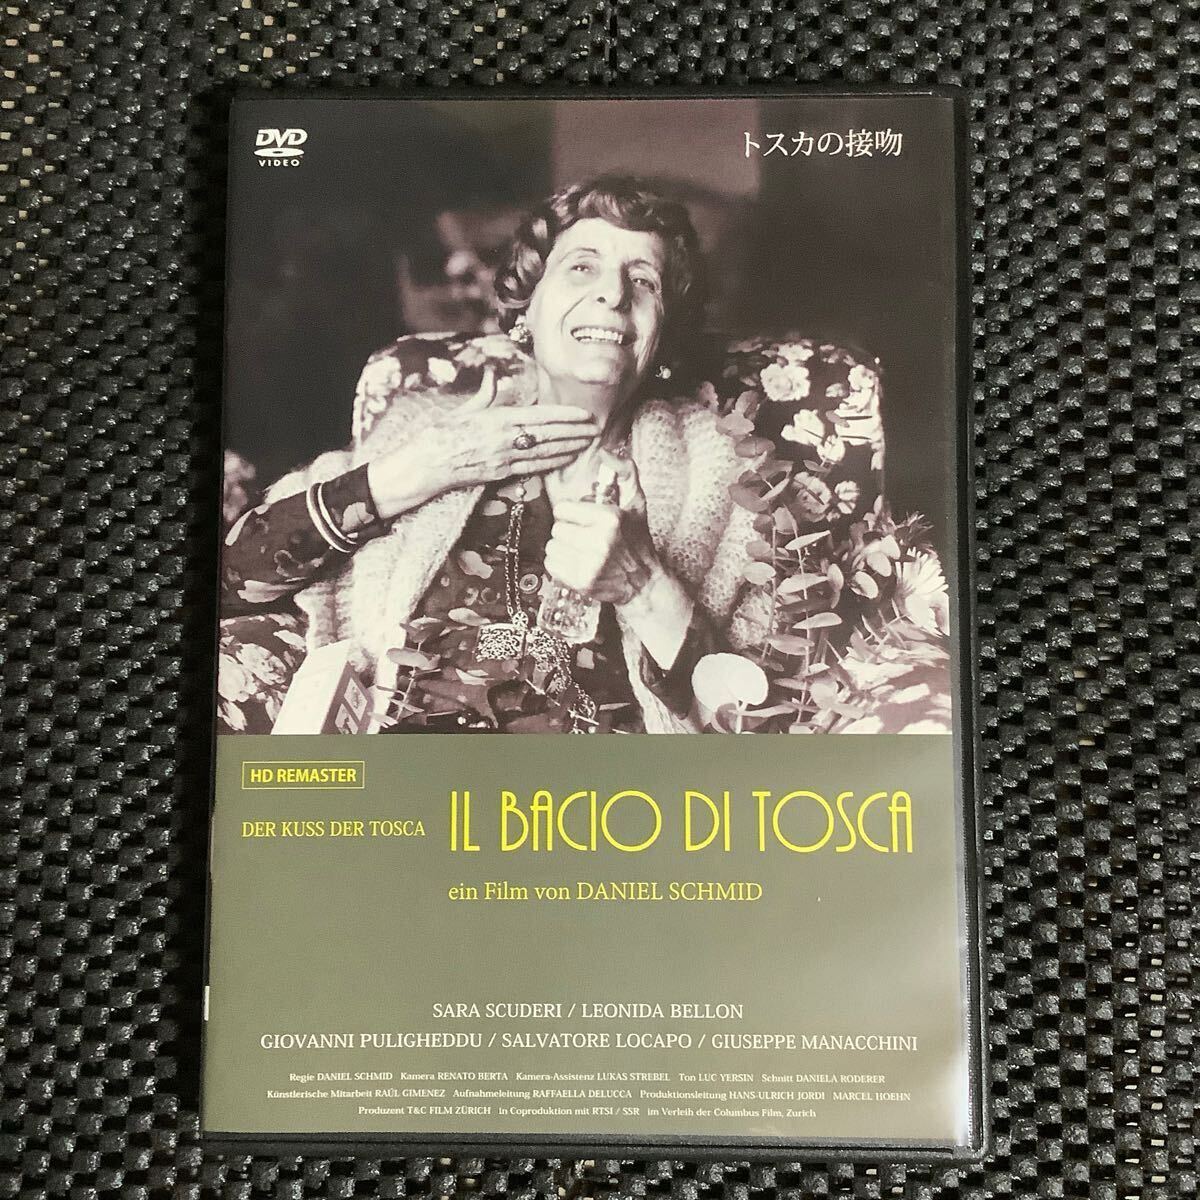 DVD
VIDEO
トスカの接吻
HD REMASTER
DER KUSS DER TOSCA
IL BACIO DI TOSCA
ein Film von DANIEL SCHMID
SARA SCUDERI / LEONIDA BELLON
GIOVANNI PULIGHEDDU / SALVATORE LOCAPO / GIUSEPPE MANACCHINI
Regie DANIEL SCHMID Kamera RENATO BERTA Kamera-Assistenz LUKAS STREBEL Ton LUC YERSIN Schnitt DANIELA RODERER
Künstlerische Mitarbeit RAÚL GIMENEZ Aufnahmeleitung RAFFAELLA DELUCCA Produktionsleitung HANS-ULRICH JORDI MARCEL HOEHN
Produzent T&C FILM ZÜRICH in Coproduktion mit RTSI / SSR im Verleih der Columbus Film, Zurich